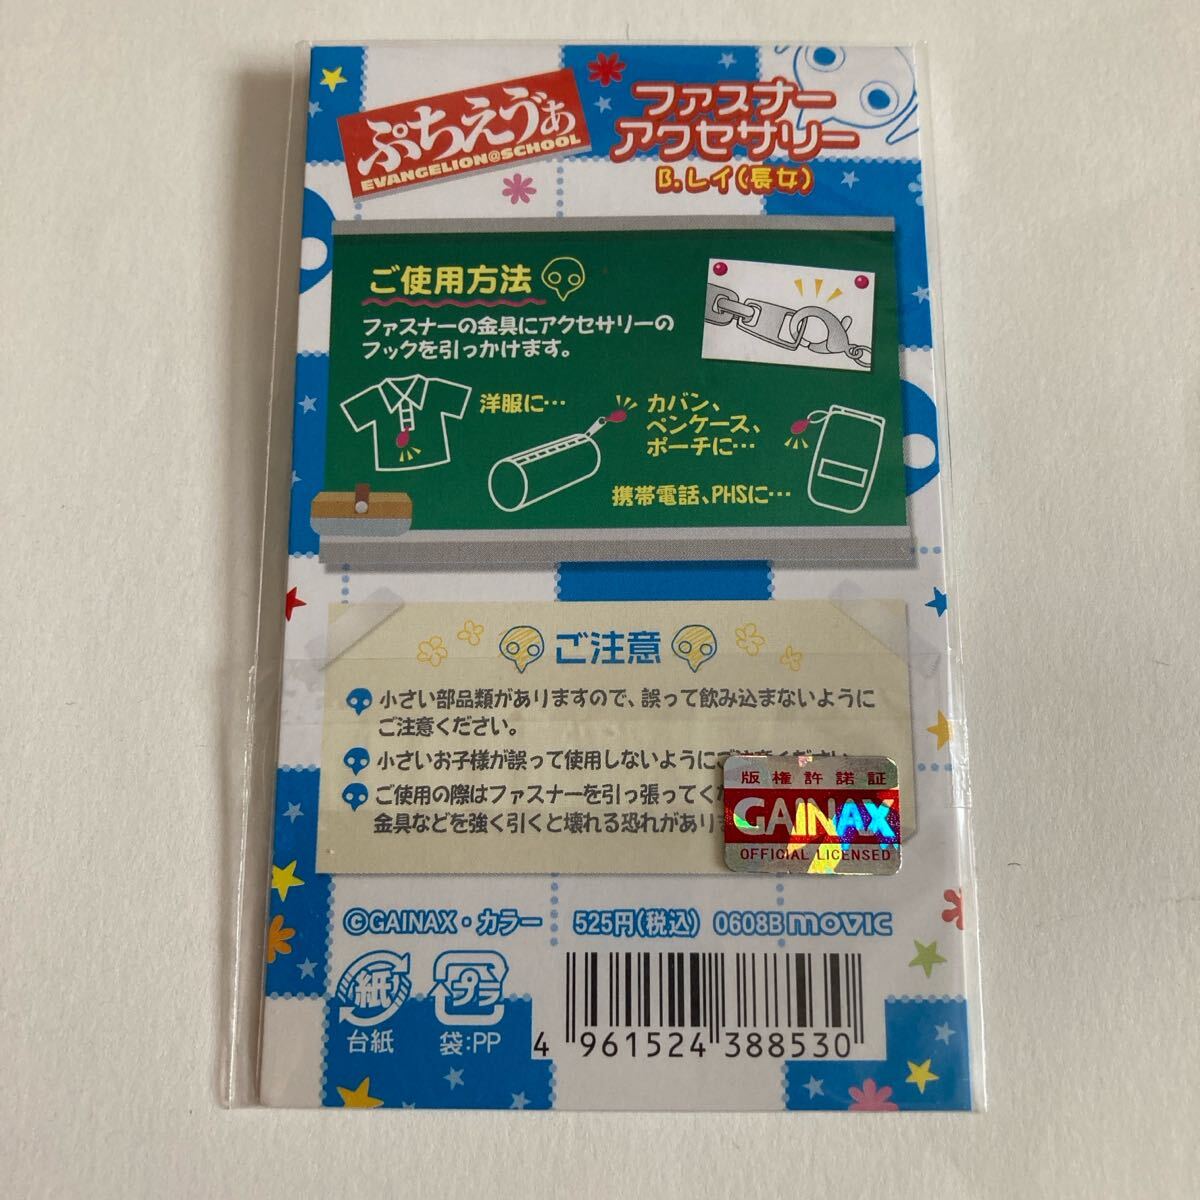 ぷちえゔぁ
EVANGELION@SCHOOL
ファスナー
アクセサリー
B.レイ(長女)
ご使用方法
ファスナーの金具にアクセサリーの
フックを引っかけます。
洋服に…
カバン、
ペンケース、
ポーチに…
携帯電話、PHSに…
ご注意
小さい部品類がありますので、誤って飲み込まないように
ご注意ください。
小さいお子様が誤って使用しないようにご注意ください。
ご使用の際はファスナーを引っ張ってくだ
金具などを強く引くと壊れる恐れがありま
版権許諾証
GAINAX
OFFICIAL LICENSED
©GAINAX・カラー 525円(税込) 0608B movic
紙
台紙
プラ
袋:PP
4 961524 388530